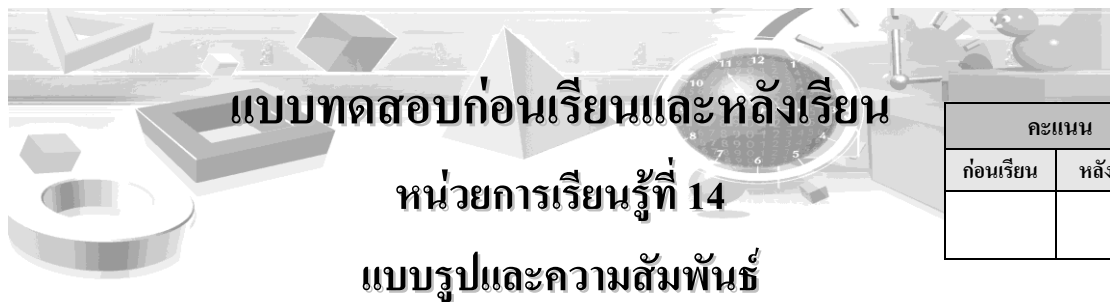 แบบทดสอบก่อนเรียนและหลังเรียน
หน่วยการเรียนรู้ที่ 14
แบบรูปและความสัมพันธ์
คะแนน
ก่อนเรียน